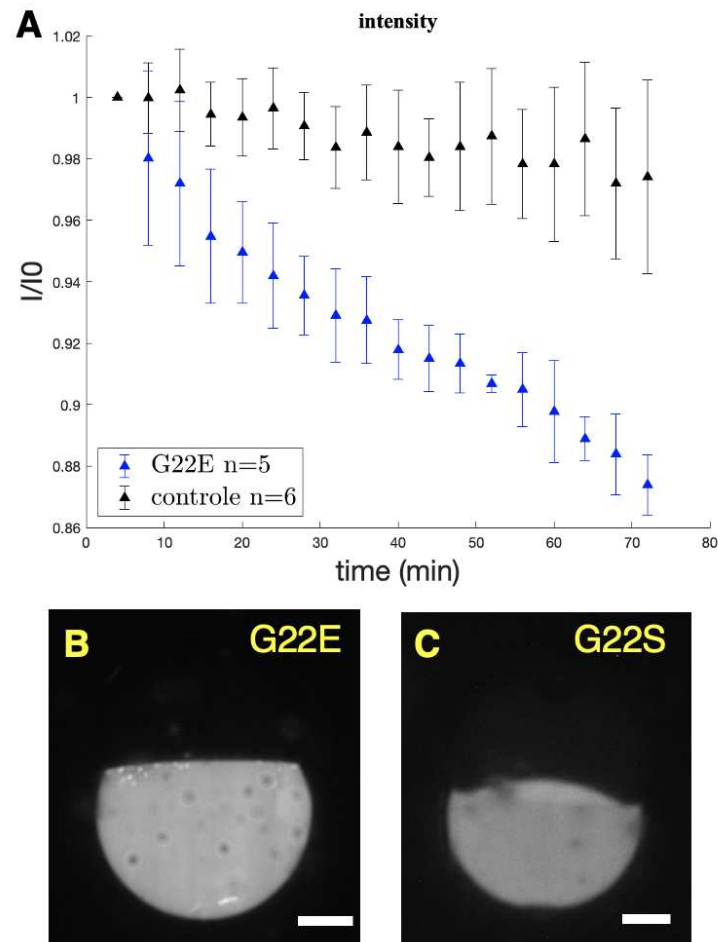 A
intensity
1.02
1
0.98
0.96
0.94
0.92
0.9
0.88
0.86
I/I0
G22E n=5
controle n=6
0
10
20
30
40
50
60
70
80
time (min)
B
G22E
C
G22S